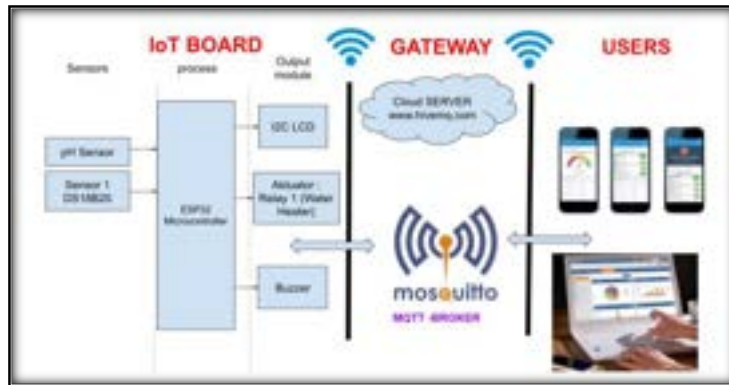 IoT BOARD
GATEWAY
USERS
Sensors
process
Output
module
pH Sensor
Sensor 1
DS18B20
ESP32
Microcontroller
I2C LCD
Aktuator :
Relay 1 (Water
Heater)
Buzzer
Cloud SERVER
www.hivemq.com
mosquitto
MQTT -BROKER